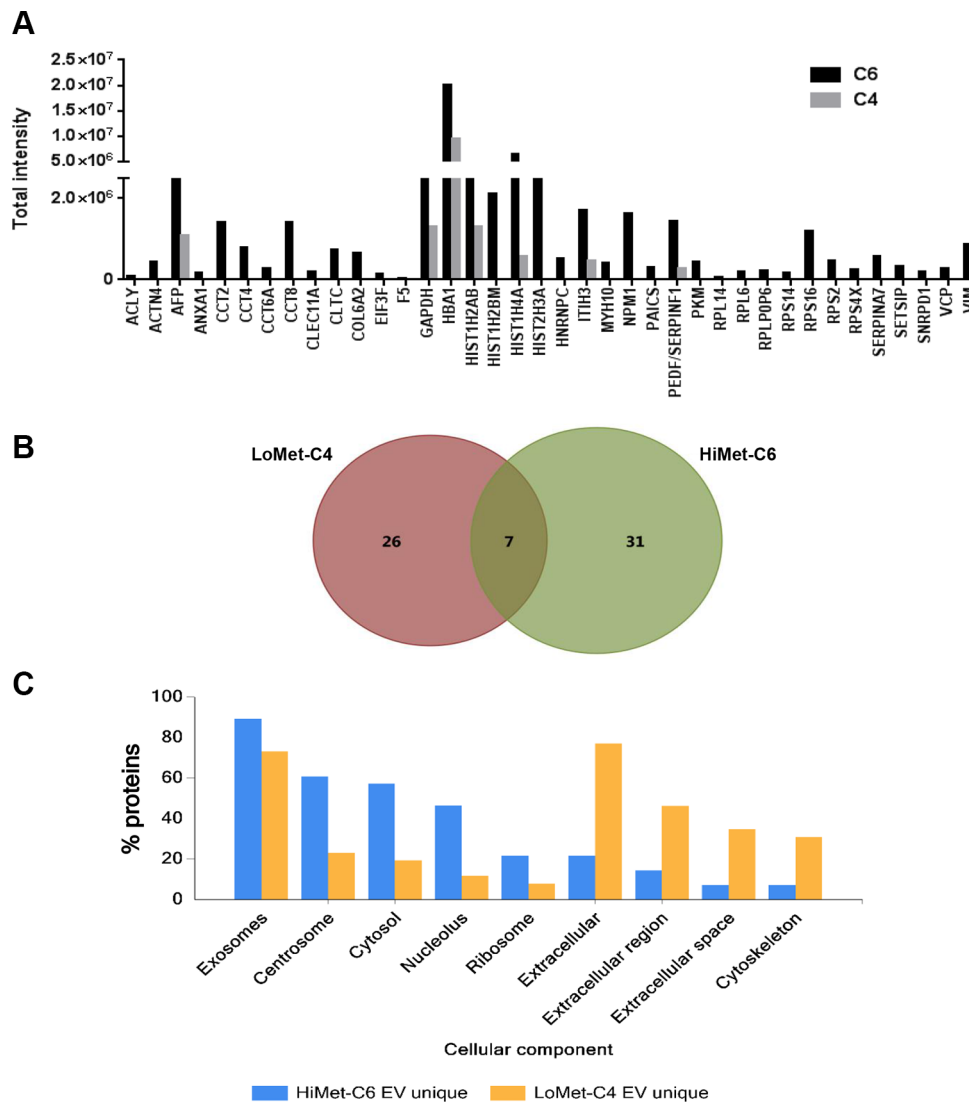 A
Total intensity
2.5×10⁷
2.0×10⁷
1.5×10⁷
1.0×10⁷
5.0×10⁶
2.0×10⁶
0
C6
C4
ACLY
ACTN4
AFP
ANXA1
CCT2
CCT4
CCT6A
CCT8
CLEC11A
CLTC
COL6A2
EIF3F
F5
GAPDH
HBA1
HIST1H2AB
HIST1H2BM
HIST1H4A
HIST2H3A
HNRNPC
ITIH3
MYH10
NPM1
PAICS
PEDF/SERPINF1
PKM
RPL14
RPL6
RPLP0P6
RPS14
RPS16
RPS2
RPS4X
SERPINA7
SETSIP
SNRPD1
VCP
VIM
B
LoMet-C4
HiMet-C6
26
7
31
C
% proteins
100
80
60
40
20
0
Exosomes
Centrosome
Cytosol
Nucleolus
Ribosome
Extracellular
Extracellular region
Extracellular space
Cytoskeleton
Cellular component
HiMet-C6 EV unique
LoMet-C4 EV unique